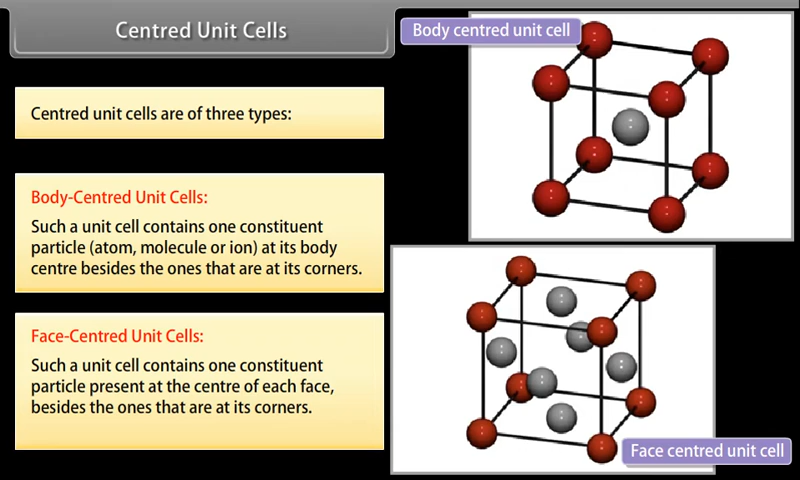 Centred Unit Cells
Body centred unit cell
Centred unit cells are of three types:
Body-Centred Unit Cells:
Such a unit cell contains one constituent
particle (atom, molecule or ion) at its body
centre besides the ones that are at its corners.
Face-Centred Unit Cells:
Such a unit cell contains one constituent
particle present at the centre of each face,
besides the ones that are at its corners.
Face centred unit cell